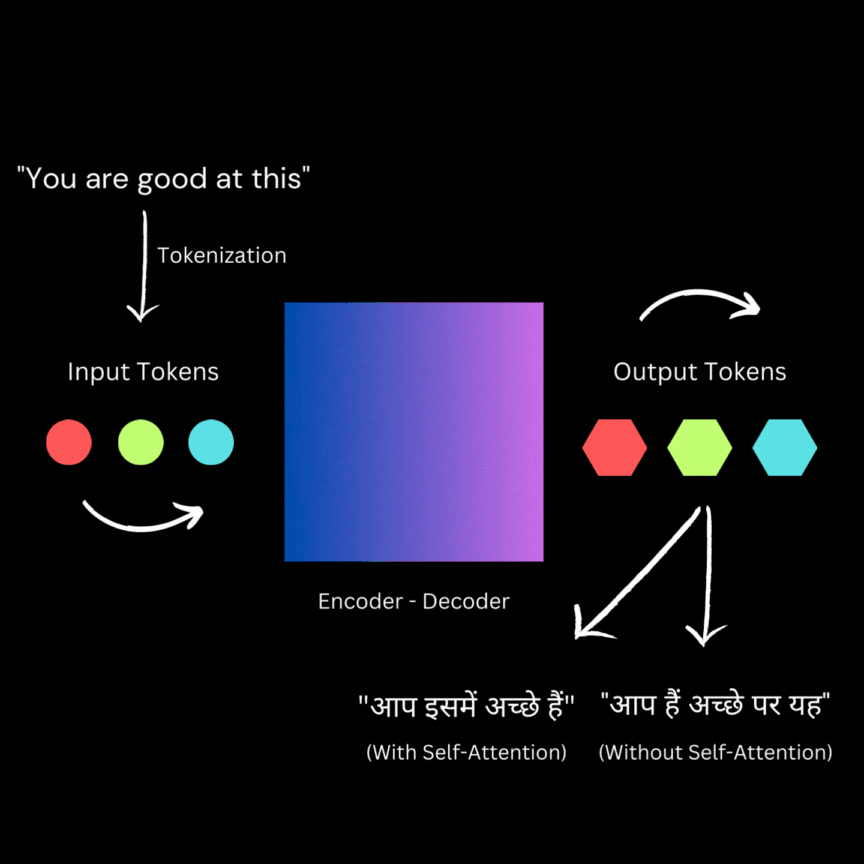 "You are good at this"
Tokenization
Input Tokens
Output Tokens
Encoder - Decoder
"आप इसमें अच्छे हैं"
(With Self-Attention)
"आप हैं अच्छे पर यह"
(Without Self-Attention)